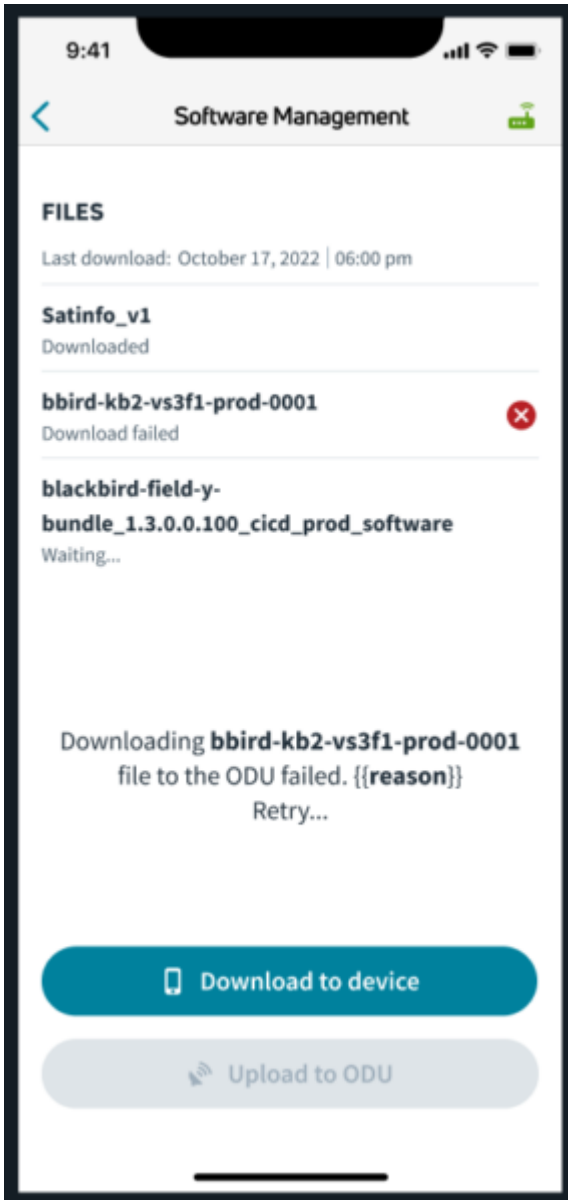 9:41
Software Management
FILES
Last download: October 17, 2022 | 06:00 pm
Satinfo_v1
Downloaded
bbird-kb2-vs3f1-prod-0001
Download failed
blackbird-field-y-
bundle_1.3.0.0.100_cicd_prod_software
Waiting...
Downloading bbird-kb2-vs3f1-prod-0001
file to the ODU failed. {{reason}}
Retry...
Download to device
Upload to ODU